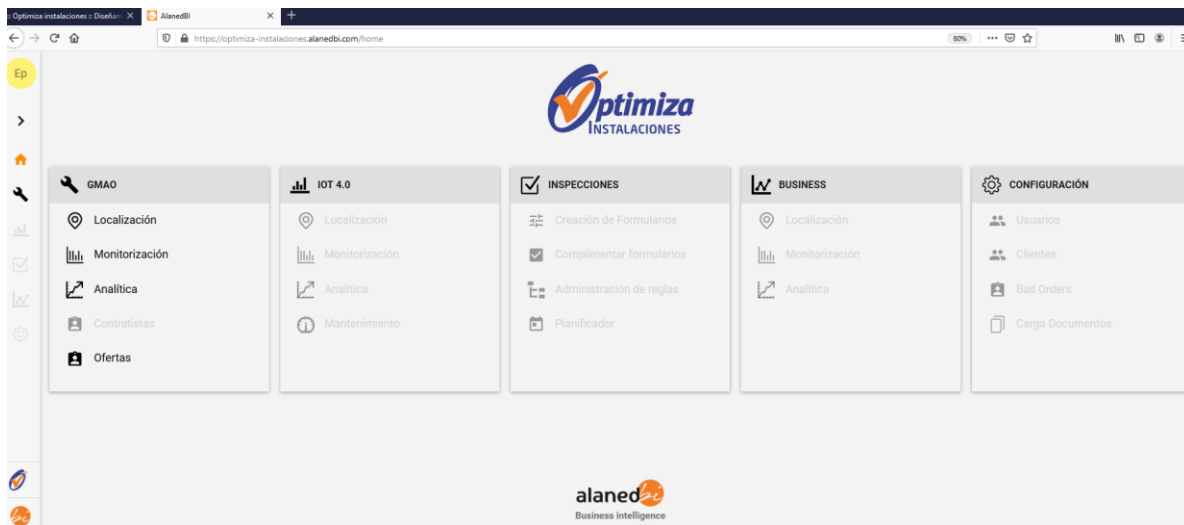 Optimiza instalaciones :: Diseñam
AlanedBI
https://optimiza-instalaciones.alanedbi.com/home
80%
Ep
Optimiza
INSTALACIONES
GMAO
Localización
Monitorización
Analítica
Contratistas
Ofertas
IOT 4.0
Localización
Monitorización
Analítica
Mantenimiento
INSPECCIONES
Creación de Formularios
Complimentar formularios
Administración de reglas
Planificador
BUSINESS
Localización
Monitorización
Analítica
CONFIGURACIÓN
Usuarios
Clientes
Bad Orders
Carga Documentos
alanedbi
Business intelligence